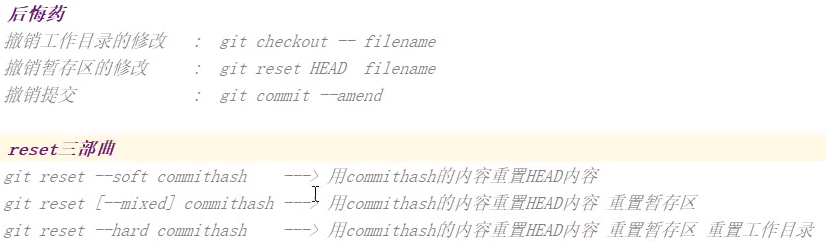 后悔药
撤销工作目录的修改 : git checkout -- filename
撤销暂存区的修改 : git reset HEAD filename
撤销提交 : git commit --amend
reset三部曲
git reset --soft commithash ---> 用commithash的内容重置HEAD内容
git reset [--mixed] commithash ---> 用commithash的内容重置HEAD内容 重置暂存区
git reset --hard commithash ---> 用commithash的内容重置HEAD内容 重置暂存区 重置工作目录